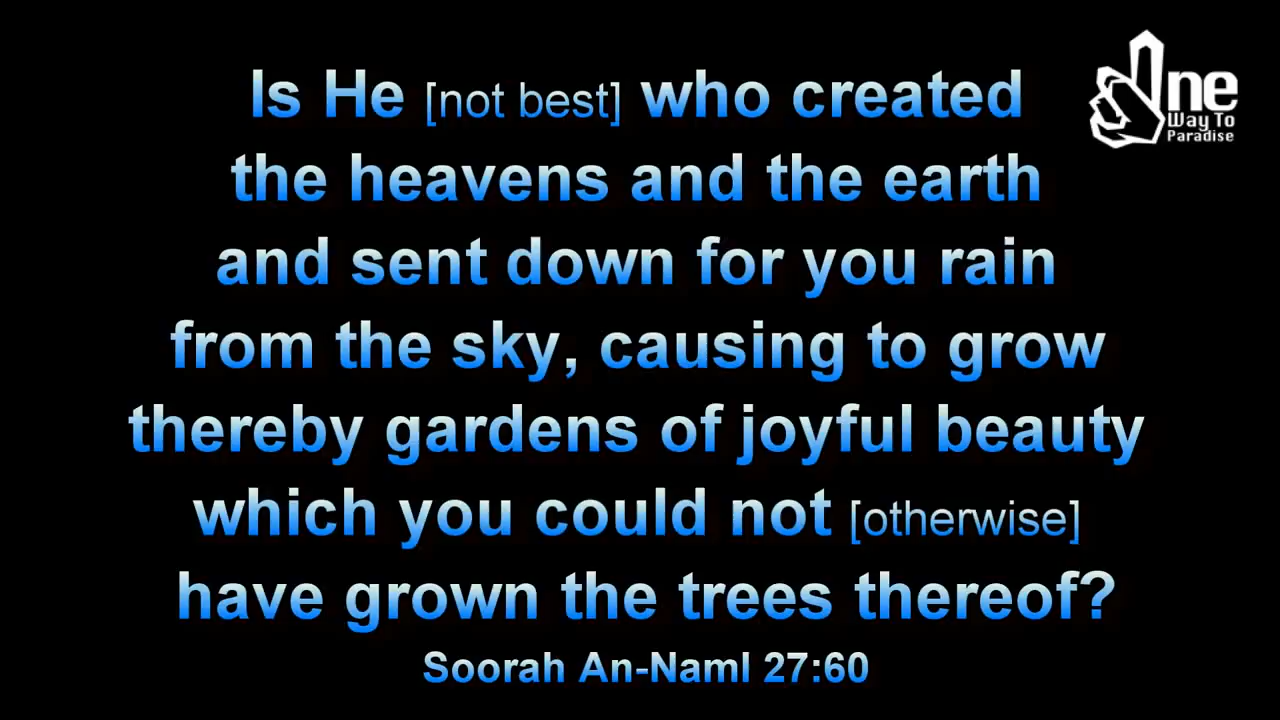 Is He [not best] who created
the heavens and the earth
and sent down for you rain
from the sky, causing to grow
thereby gardens of joyful beauty
which you could not [otherwise]
have grown the trees thereof?
Soorah An-Naml 27:60
One
Way To
Paradise